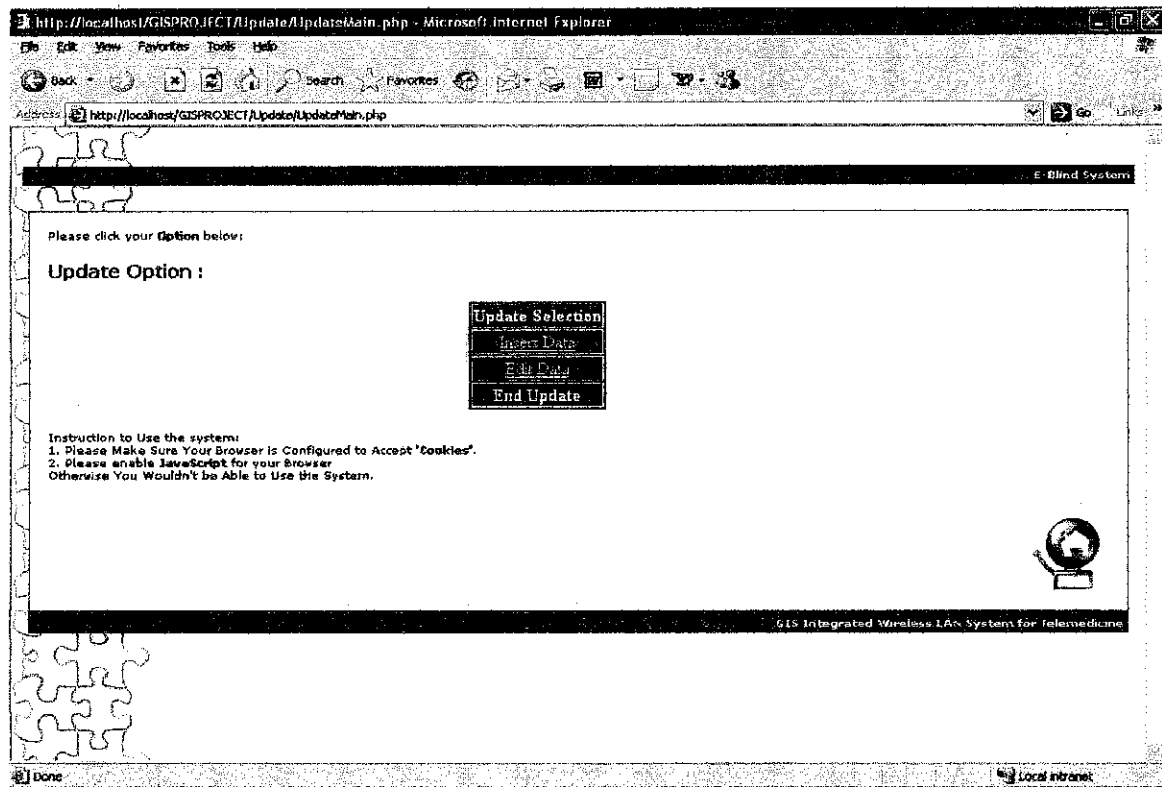 http://localhost/GISPROJECT/Update/UpdateMain.php - Microsoft Internet Explorer
File Edit View Favorites Tools Help
Back Search Favorites
Address http://localhost/GISPROJECT/Update/UpdateMain.php Go Links »
E-Blind System
Please click your Option below:
Update Option :
Update Selection
Insert Data
Edit Data
End Update
Instruction to Use the system:
1. Please Make Sure Your Browser is Configured to Accept "Cookies".
2. Please enable JavaScript for your Browser
Otherwise You Wouldn't be Able to Use the System.
GIS Integrated Wireless LAN System for Telemedicine
Done Local intranet